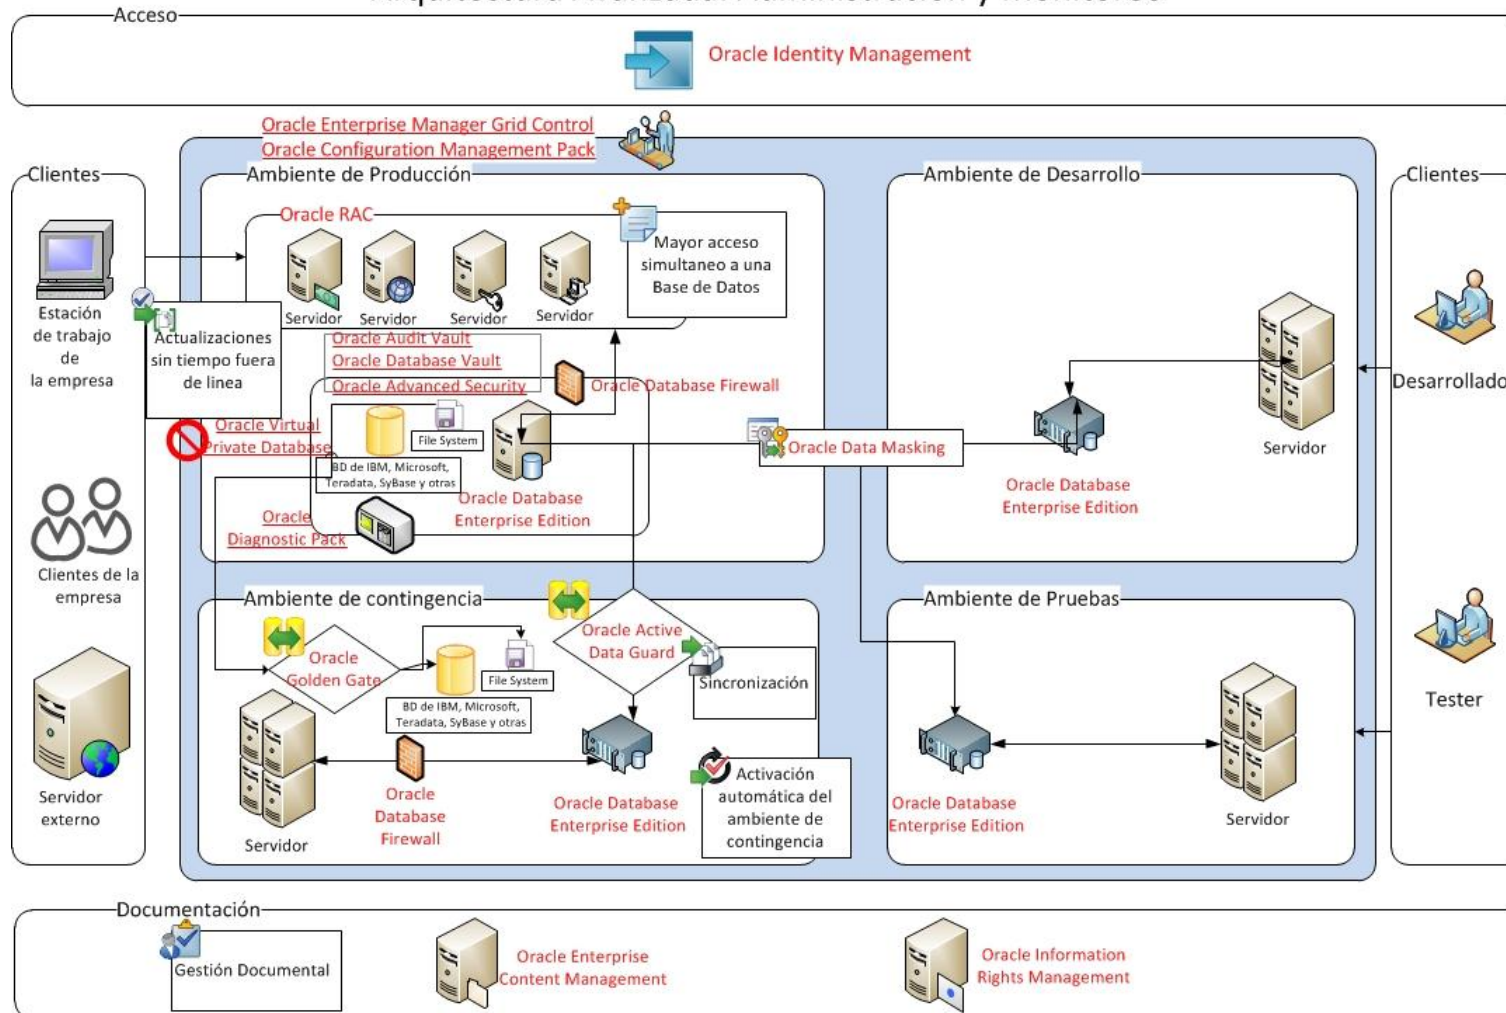 Acceso
Oracle Identity Management
Oracle Enterprise Manager Grid Control
Oracle Configuration Management Pack
Clientes
Estación
de trabajo
de
la empresa
Actualizaciones
sin tiempo fuera
de linea
Clientes de la
empresa
Servidor
externo
Ambiente de Producción
Oracle RAC
Servidor
Servidor
Servidor
Servidor
Mayor acceso
simultaneo a una
Base de Datos
Oracle Audit Vault
Oracle Database Vault
Oracle Advanced Security
Oracle Database Firewall
Oracle Virtual
Private Database
File System
BD de IBM, Microsoft,
Teradata, SyBase y otras
Oracle Database
Enterprise Edition
Oracle
Diagnostic Pack
Oracle Data Masking
Ambiente de Desarrollo
Oracle Database
Enterprise Edition
Servidor
Clientes
Desarrollado
Tester
Ambiente de contingencia
Oracle
Golden Gate
File System
BD de IBM, Microsoft,
Teradata, SyBase y otras
Oracle Active
Data Guard
Sincronización
Servidor
Oracle
Database
Firewall
Oracle Database
Enterprise Edition
Activación
automática del
ambiente de
contingencia
Ambiente de Pruebas
Oracle Database
Enterprise Edition
Servidor
Documentación
Gestión Documental
Oracle Enterprise
Content Management
Oracle Information
Rights Management